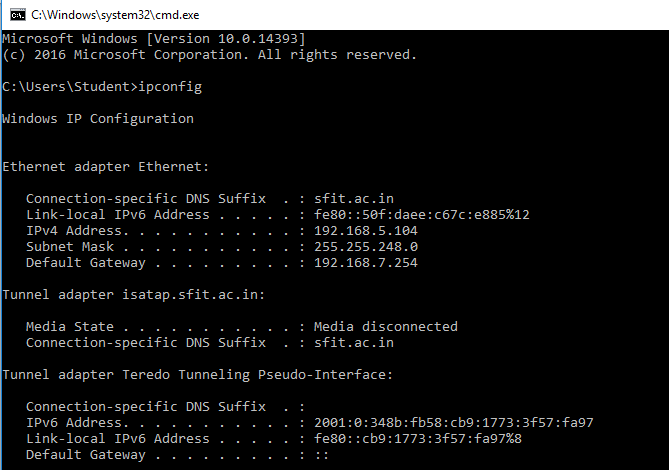 C:\Windows\system32\cmd.exe
Microsoft Windows [Version 10.0.14393]
(c) 2016 Microsoft Corporation. All rights reserved.
C:\Users\Student>ipconfig
Windows IP Configuration
Ethernet adapter Ethernet:
Connection-specific DNS Suffix  . : sfit.ac.in
Link-local IPv6 Address . . . . . : fe80::50f:daee:c67c:e885%12
IPv4 Address. . . . . . . . . . . : 192.168.5.104
Subnet Mask . . . . . . . . . . . : 255.255.248.0
Default Gateway . . . . . . . . . : 192.168.7.254
Tunnel adapter isatap.sfit.ac.in:
Media State . . . . . . . . . . . : Media disconnected
Connection-specific DNS Suffix  . : sfit.ac.in
Tunnel adapter Teredo Tunneling Pseudo-Interface:
Connection-specific DNS Suffix  . :
IPv6 Address. . . . . . . . . . . : 2001:0:348b:fb58:cb9:1773:3f57:fa97
Link-local IPv6 Address . . . . . : fe80::cb9:1773:3f57:fa97%8
Default Gateway . . . . . . . . . : ::